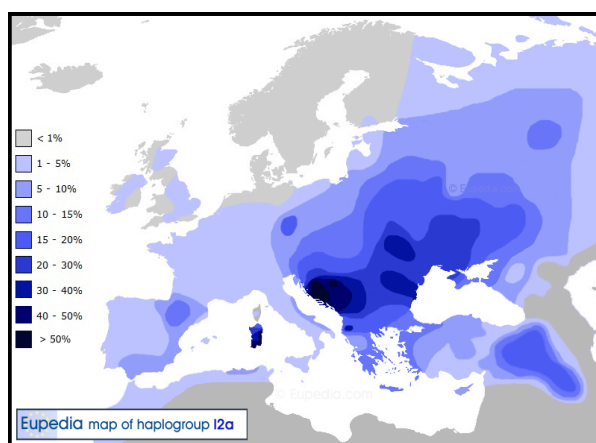 < 1%
1 - 5%
5 - 10%
10 - 15%
15 - 20%
20 - 30%
30 - 40%
40 - 50%
> 50%
© Eupedia.com
© Eupedia.com
Eupedia map of haplogroup I2a